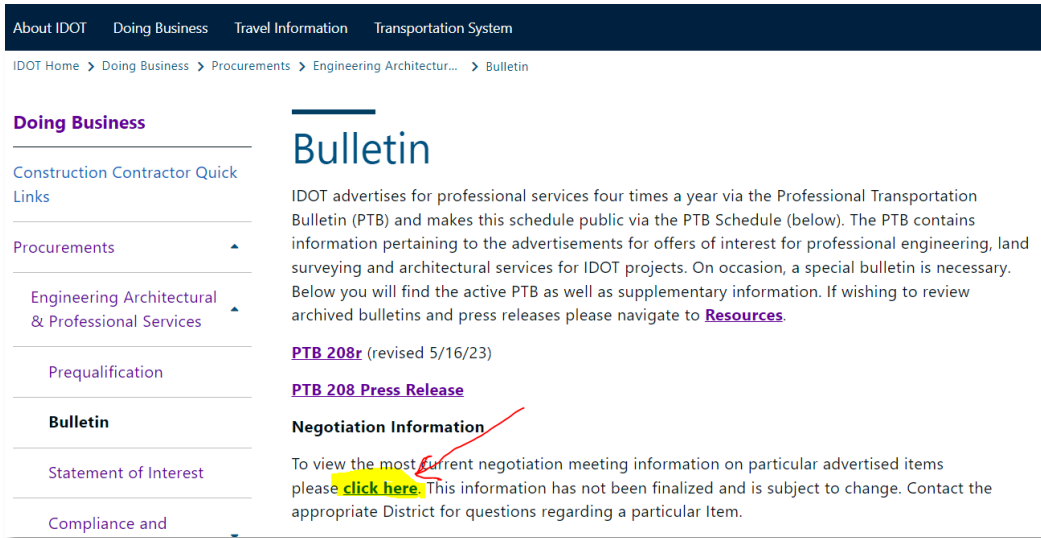 About IDOT Doing Business Travel Information Transportation System
IDOT Home > Doing Business > Procurements > Engineering Architectur... > Bulletin
Doing Business
Construction Contractor Quick
Links
Procurements
Engineering Architectural
& Professional Services
Prequalification
Bulletin
Statement of Interest
Compliance and
Bulletin
IDOT advertises for professional services four times a year via the Professional Transportation
Bulletin (PTB) and makes this schedule public via the PTB Schedule (below). The PTB contains
information pertaining to the advertisements for offers of interest for professional engineering, land
surveying and architectural services for IDOT projects. On occasion, a special bulletin is necessary.
Below you will find the active PTB as well as supplementary information. If wishing to review
archived bulletins and press releases please navigate to Resources.
PTB 208r (revised 5/16/23)
PTB 208 Press Release
Negotiation Information
To view the most current negotiation meeting information on particular advertised items
please click here. This information has not been finalized and is subject to change. Contact the
appropriate District for questions regarding a particular Item.